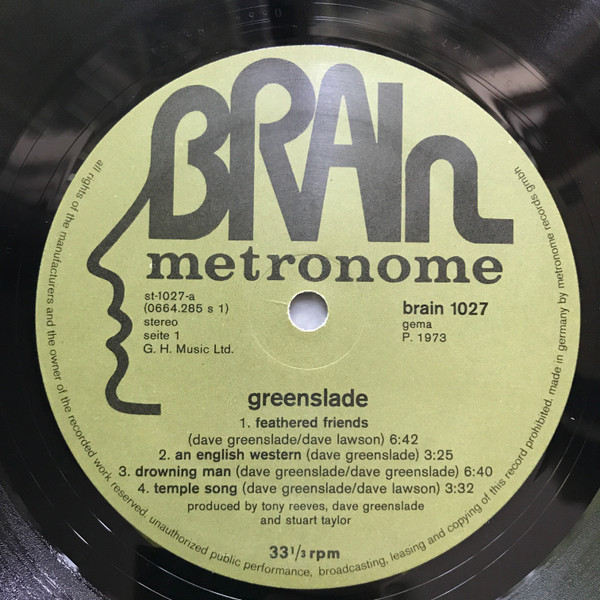 BRAIn
metronome
st-1027-a
(0664.285 s 1)
stereo
seite 1
G. H. Music Ltd.
brain 1027
gema
P. 1973
greenslade
1. feathered friends
(dave greenslade/dave lawson) 6:42
2. an english western (dave greenslade) 3:25
3. drowning man (dave greenslade/dave greenslade) 6:40
4. temple song (dave greenslade/dave lawson) 3:32
produced by tony reeves, dave greenslade
and stuart taylor
33 1/3 rpm
all rights of the manufacturers and the owner of the recorded work reserved. unauthorized public performance, broadcasting, leasing and copying of this record prohibited. made in germany by metronome records gmbh